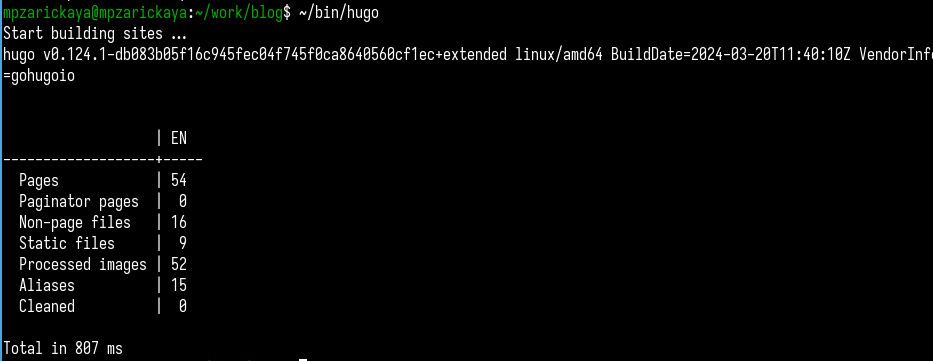 mpzarickaya@mpzarickaya:~/work/blog$ ~/bin/hugo
Start building sites …
hugo v0.124.1-db083b05f16c945fec04f745f0ca8640560cf1ec+extended linux/amd64 BuildDate=2024-03-20T11:40:10Z VendorInfo
=gohugoio
| EN
-------------------+-----
Pages | 54
Paginator pages | 0
Non-page files | 16
Static files | 9
Processed images | 52
Aliases | 15
Cleaned | 0
Total in 807 ms